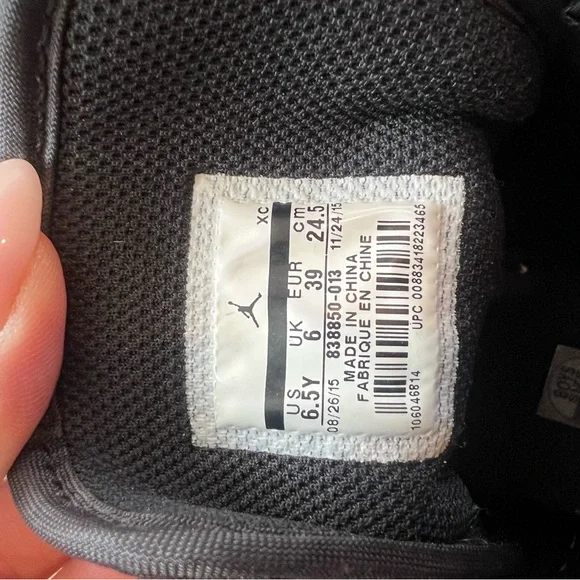 XC
US UK EUR cm
6.5Y 6 39 24.5
08/26/15 838850-013 11/24/15
MADE IN CHINA
FABRIQUE EN CHINE
106046814 UPC 00883418223465